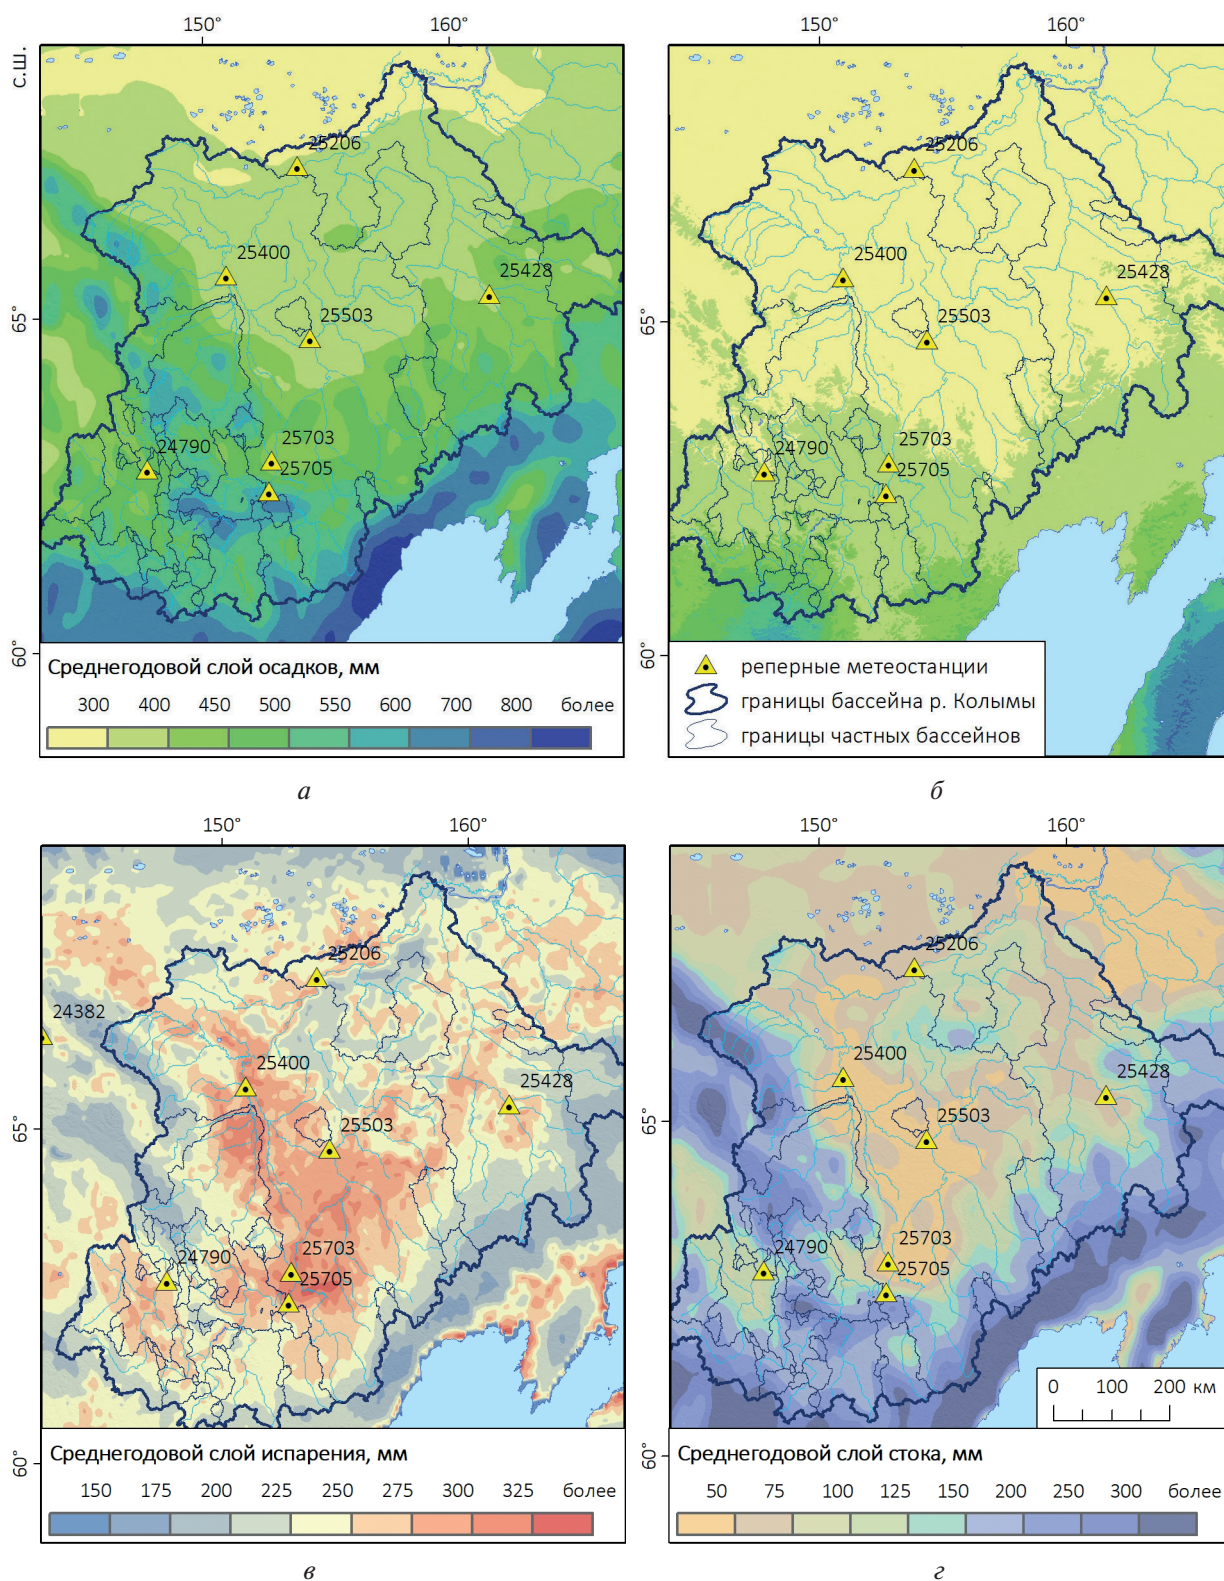 150° 160°
с.ш.
25206
25400
25428
65°
25503
25703
24790
25705
60°
Среднегодовой слой осадков, мм
300 400 450 500 550 600 700 800 более
а
150° 160°
25206
25400
25428
65°
25503
25703
24790
25705
60°
реперные метеостанции
границы бассейна р. Колымы
границы частных бассейнов
б
150° 160°
25206
24382
25400
25428
65°
25503
25703
24790
25705
60°
Среднегодовой слой испарения, мм
150 175 200 225 250 275 300 325 более
в
150° 160°
25206
25400
25428
65°
25503
25703
24790
25705
0 100 200 км
60°
Среднегодовой слой стока, мм
50 75 100 125 150 200 250 300 более
г